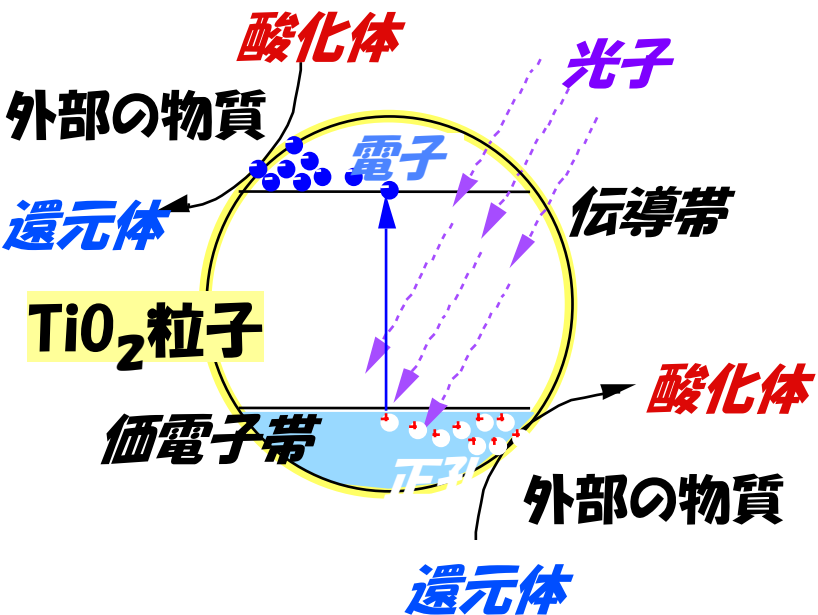 酸化体
光子
外部の物質
電子
還元体
伝導帯
TiO₂粒子
酸化体
価電子帯
正孔
外部の物質
還元体